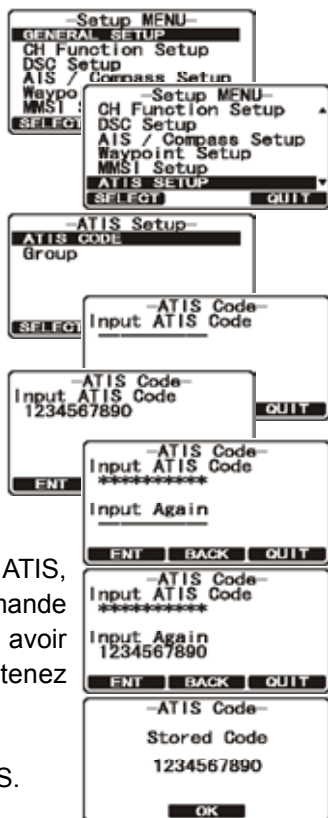 -Setup MENU-
GENERAL SETUP
CH Function Setup
DSC Setup
AIS / Compass Setup
Waypo
MMSI
SELECT
-Setup MENU-
CH Function Setup
DSC Setup
AIS / Compass Setup
Waypoint Setup
MMSI Setup
ATIS SETUP
SELECT QUIT
-ATIS Setup-
ATIS CODE
Group
SELECT
-ATIS Code-
Input ATIS Code
QUIT
-ATIS Code-
Input ATIS Code
1234567890
ENT
-ATIS Code-
Input ATIS Code
**********
Input Again
ENT BACK QUIT
ATIS,
mande
avoir
tenez
S.
-ATIS Code-
Input ATIS Code
**********
Input Again
1234567890
ENT BACK QUIT
-ATIS Code-
Stored Code
1234567890
OK